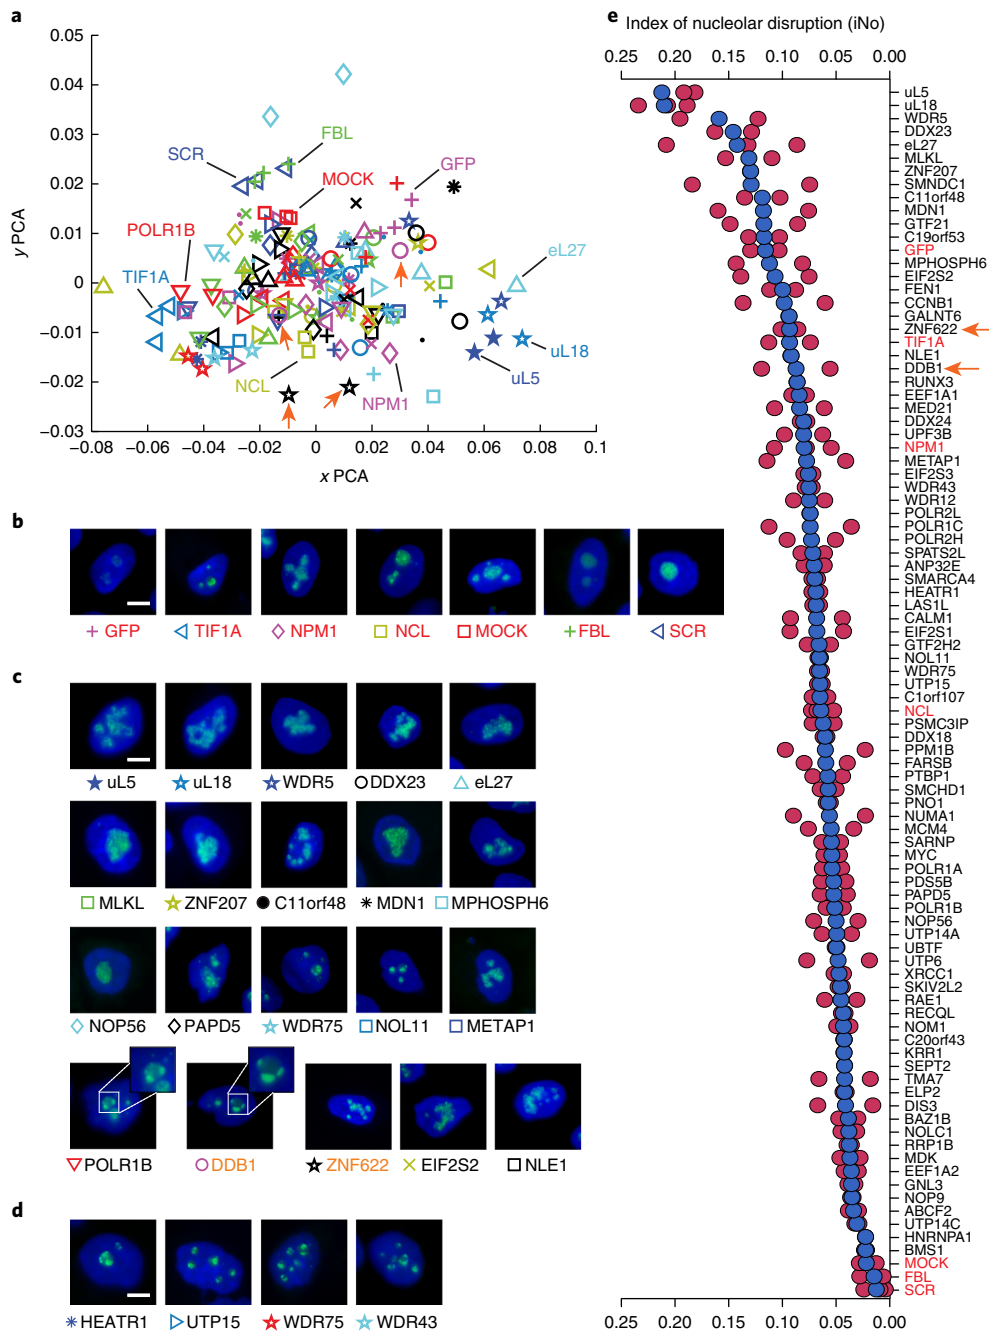 a
0.05
0.04
0.03
0.02
0.01
0
−0.01
−0.02
−0.03
y PCA
−0.08
−0.06
−0.04
−0.02
0
0.02
0.04
0.06
0.08
0.1
x PCA
SCR
FBL
MOCK
GFP
POLR1B
TIF1A
eL27
NCL
NPM1
uL5
uL18
b
GFP
TIF1A
NPM1
NCL
MOCK
FBL
SCR
c
uL5
uL18
WDR5
DDX23
eL27
MLKL
ZNF207
C11orf48
MDN1
MPHOSPH6
NOP56
PAPD5
WDR75
NOL11
METAP1
POLR1B
DDB1
ZNF622
EIF2S2
NLE1
d
HEATR1
UTP15
WDR75
WDR43
e
Index of nucleolar disruption (iNo)
0.25 0.20 0.15 0.10 0.05 0.00
uL5
uL18
WDR5
DDX23
eL27
MLKL
ZNF207
SMNDC1
C11orf48
MDN1
GTF21
C19orf53
GFP
MPHOSPH6
EIF2S2
FEN1
CCNB1
GALNT6
ZNF622
TIF1A
NLE1
DDB1
RUNX3
EEF1A1
MED21
DDX24
UPF3B
NPM1
METAP1
EIF2S3
WDR43
WDR12
POLR2L
POLR1C
POLR2H
SPATS2L
ANP32E
SMARCA4
HEATR1
LAS1L
CALM1
EIF2S1
GTF2H2
NOL11
WDR75
UTP15
C1orf107
NCL
PSMC3IP
DDX18
PPM1B
FARSB
PTBP1
SMCHD1
PNO1
NUMA1
MCM4
SARNP
MYC
POLR1A
PDS5B
PAPD5
POLR1B
NOP56
UTP14A
UBTF
UTP6
XRCC1
SKIV2L2
RAE1
RECQL
NOM1
C20orf43
KRR1
SEPT2
TMA7
ELP2
DIS3
BAZ1B
NOLC1
RRP1B
MDK
EEF1A2
GNL3
NOP9
ABCF2
UTP14C
HNRNPA1
BMS1
MOCK
FBL
SCR
0.25 0.20 0.15 0.10 0.05 0.00